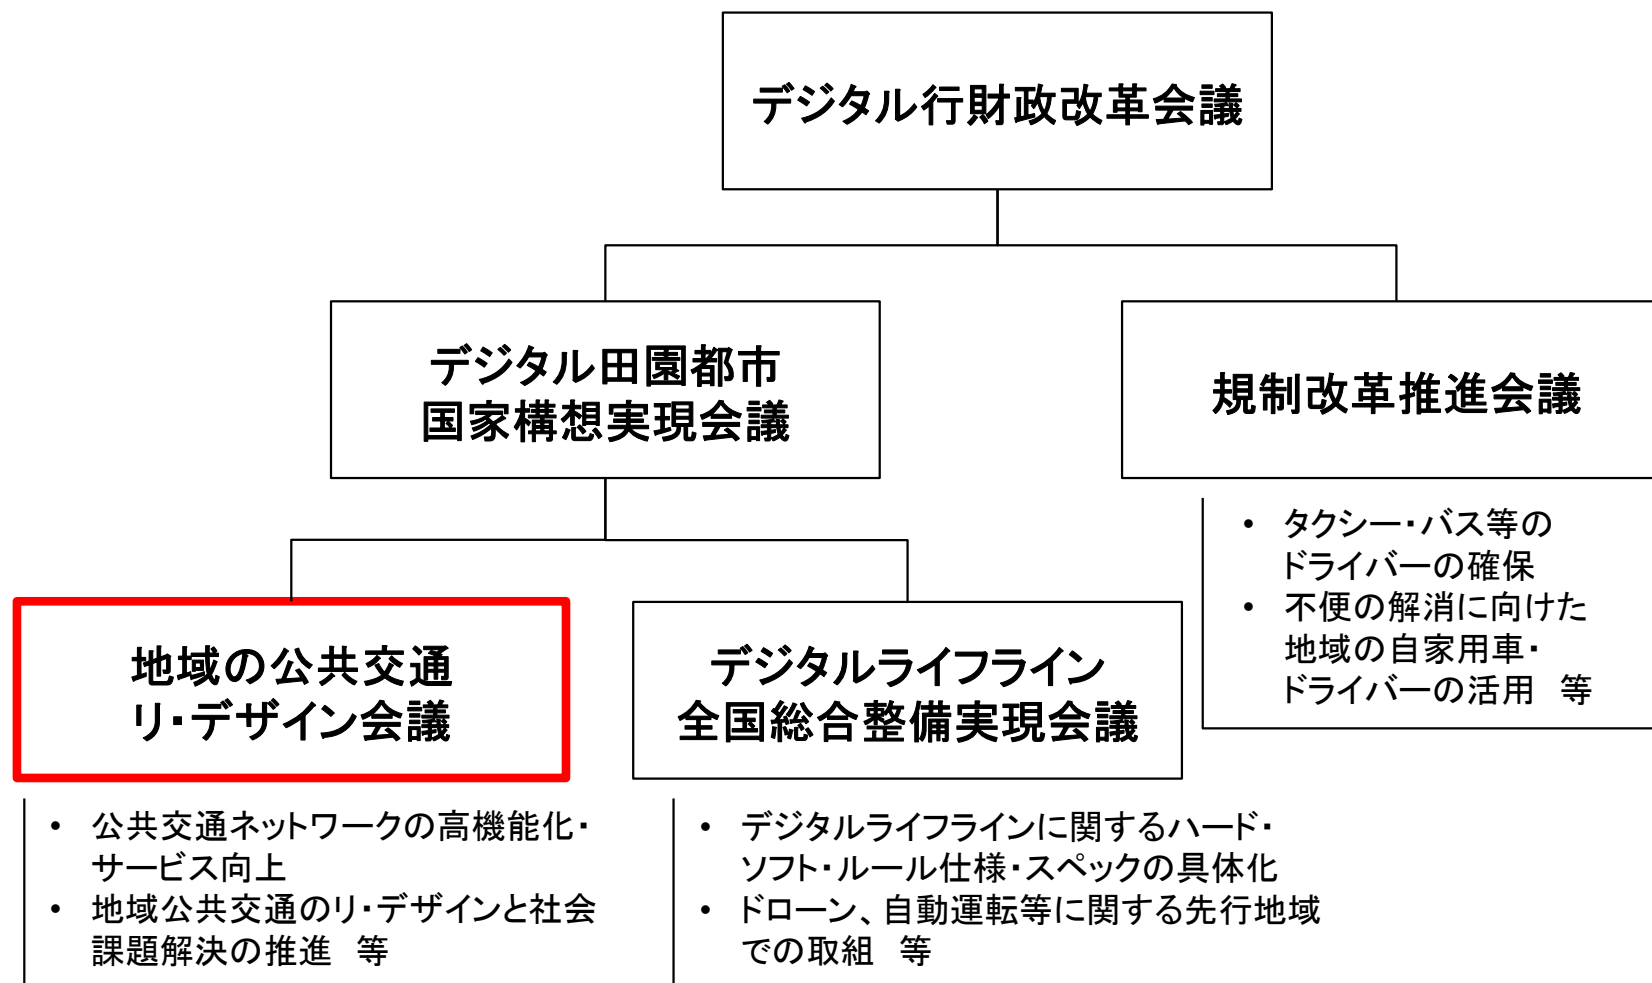 デジタル行財政改革会議
デジタル田園都市
国家構想実現会議
規制改革推進会議
• タクシー・バス等の
ドライバーの確保
• 不便の解消に向けた
地域の自家用車・
ドライバーの活用　等
地域の公共交通
リ・デザイン会議
デジタルライフライン
全国総合整備実現会議
• 公共交通ネットワークの高機能化・
サービス向上
• 地域公共交通のリ・デザインと社会
課題解決の推進　等
• デジタルライフラインに関するハード・
ソフト・ルール仕様・スペックの具体化
• ドローン、自動運転等に関する先行地域
での取組　等